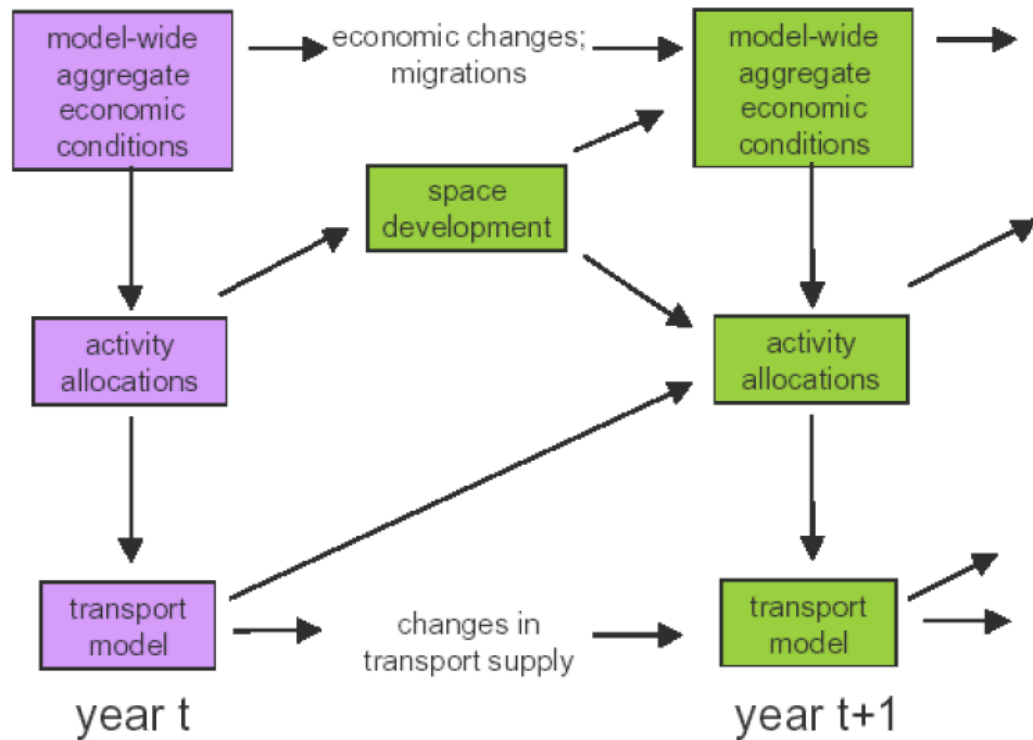 model-wide
aggregate
economic
conditions
economic changes;
migrations
model-wide
aggregate
economic
conditions
space
development
activity
allocations
activity
allocations
transport
model
changes in
transport supply
transport
model
year t
year t+1